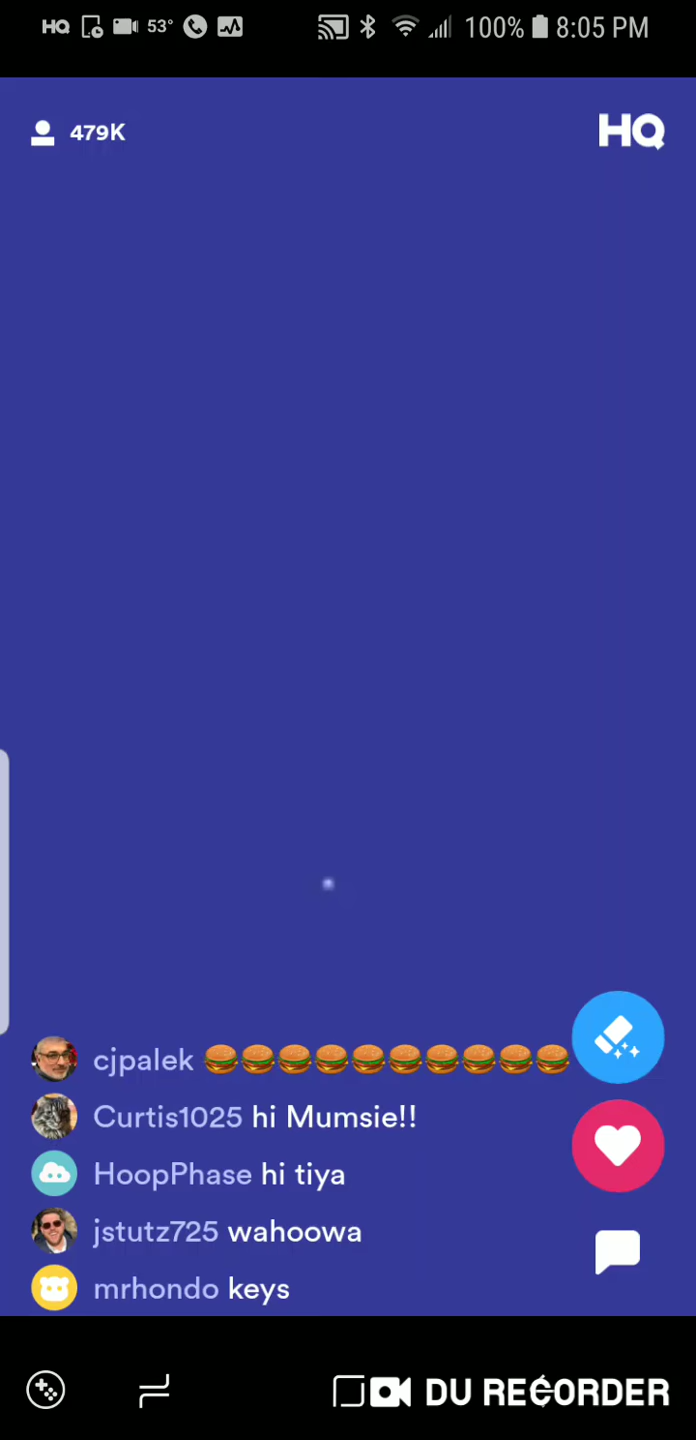 HQ 53° 100% 8:05 PM
479K HQ
cjpalek 🍔🍔🍔🍔🍔🍔🍔🍔🍔🍔
Curtis1025 hi Mumsie!!
HoopPhase hi tiya
jstutz725 wahoowa
mrhondo keys
DU RECORDER